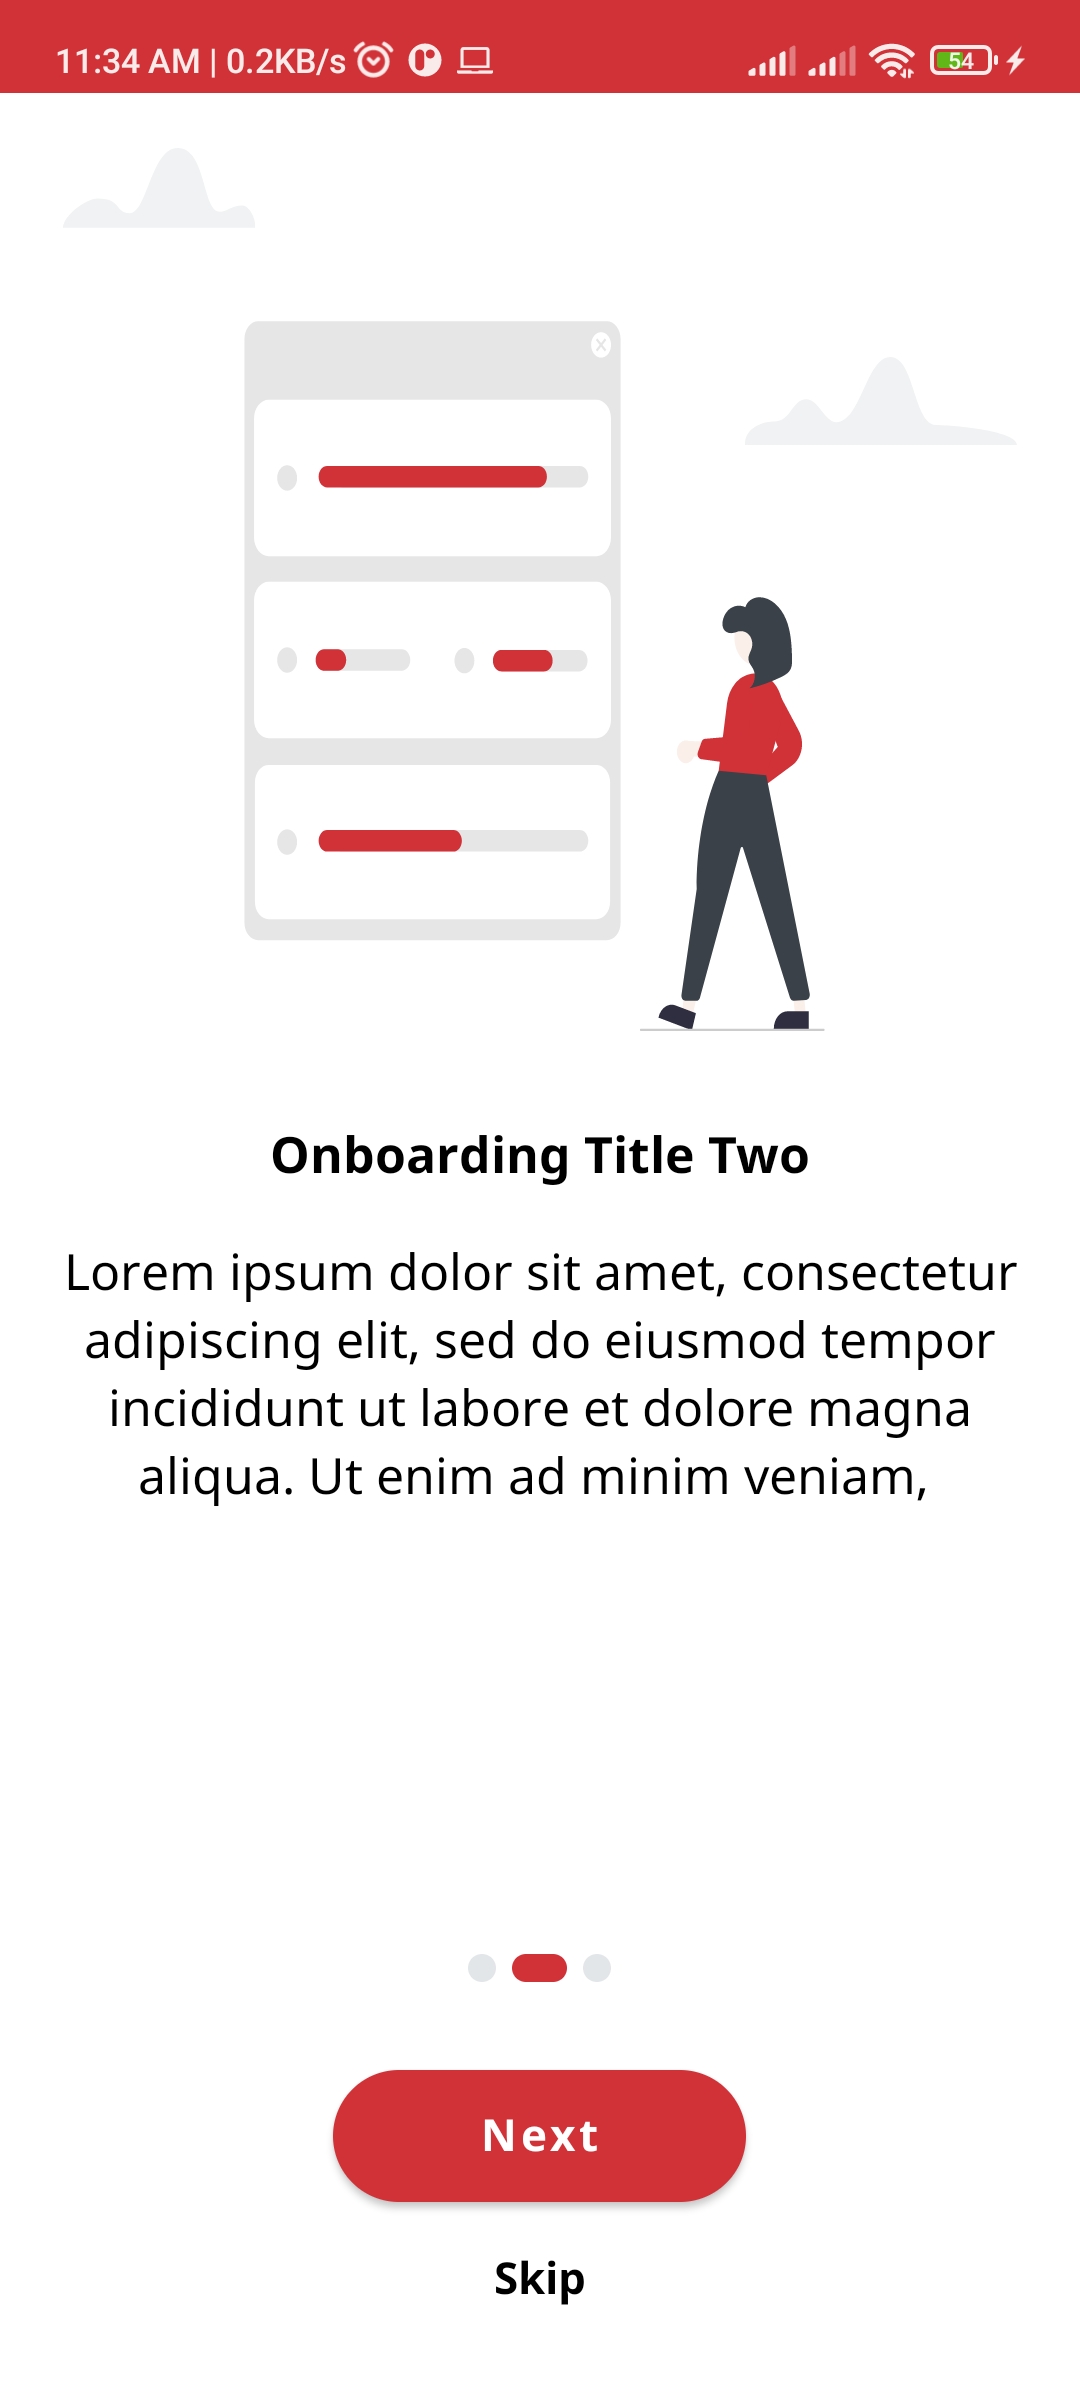 11:34 AM | 0.2KB/s
54
Onboarding Title Two
Lorem ipsum dolor sit amet, consectetur
adipiscing elit, sed do eiusmod tempor
incididunt ut labore et dolore magna
aliqua. Ut enim ad minim veniam,
Next
Skip